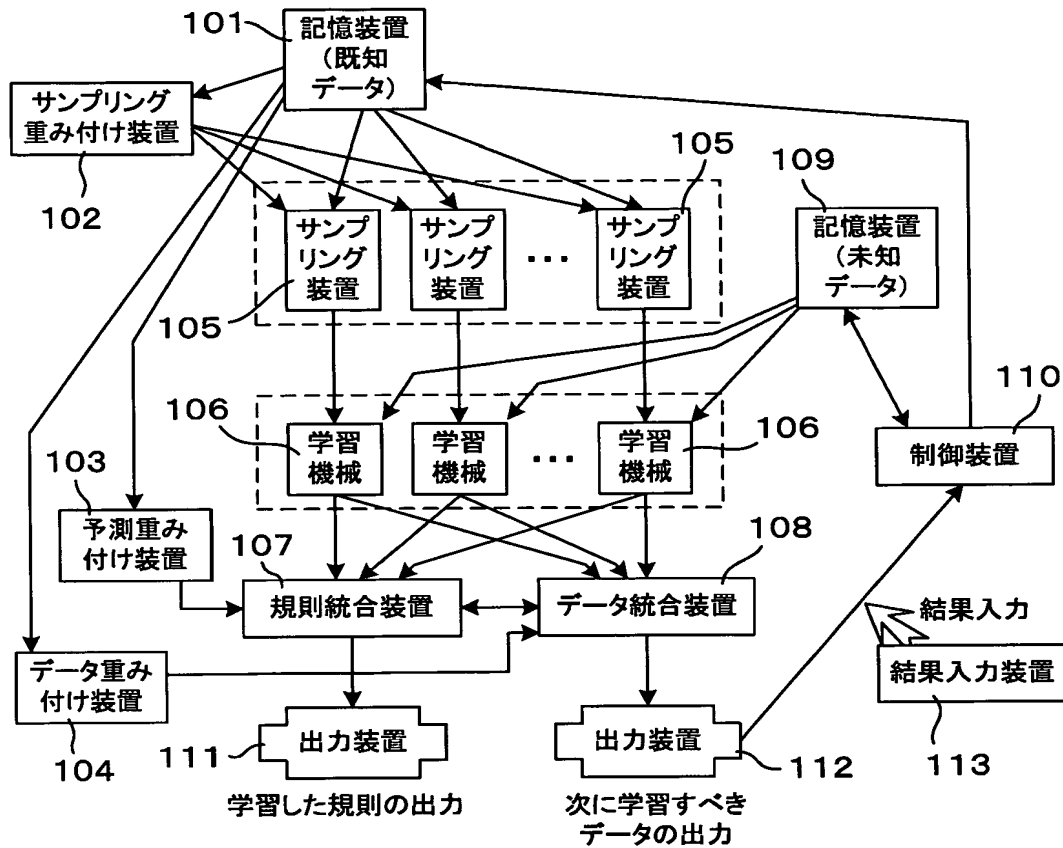 101
記憶装置
(既知
データ)
サンプリング
重み付け装置
102
105
109
サンプ
リング
装置
サンプ
リング
装置
...
サンプ
リング
装置
記憶装置
(未知
データ)
105
110
106
学習
機械
学習
機械
...
学習
機械
106
制御装置
103
予測重み
付け装置
107
108
規則統合装置
データ統合装置
結果入力
データ重み
付け装置
結果入力装置
104
111
出力装置
出力装置
112
113
学習した規則の出力
次に学習すべき
データの出力